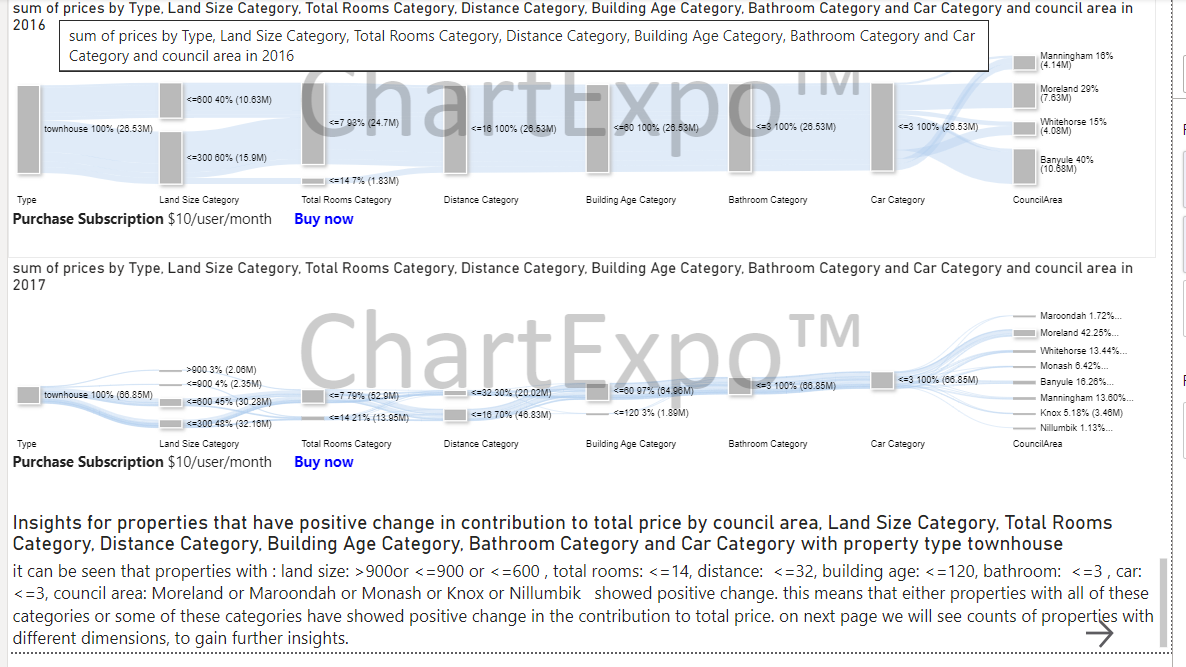 sum of prices by Type, Land Size Category, Total Rooms Category, Distance Category, Building Age Category, Bathroom Category and Car Category and council area in
2016
sum of prices by Type, Land Size Category, Total Rooms Category, Distance Category, Building Age Category, Bathroom Category and Car
Category and council area in 2016
ChartExpo™
townhouse 100% (26.53M)
<=600 40% (10.63M)
<=300 60% (15.9M)
<=7 93% (24.7M)
<=14 7% (1.83M)
<=16 100% (26.53M)
<=60 100% (26.53M)
<=3 100% (26.53M)
<=3 100% (26.53M)
Manningham 16%
(4.14M)
Moreland 29%
(7.63M)
Whitehorse 15%
(4.08M)
Banyule 40%
(10.68M)
Type
Land Size Category
Total Rooms Category
Distance Category
Building Age Category
Bathroom Category
Car Category
CouncilArea
Purchase Subscription $10/user/month Buy now
sum of prices by Type, Land Size Category, Total Rooms Category, Distance Category, Building Age Category, Bathroom Category and Car Category and council area in
2017
ChartExpo™
townhouse 100% (66.85M)
>900 3% (2.06M)
<=900 4% (2.35M)
<=600 45% (30.28M)
<=300 48% (32.16M)
<=7 79% (52.9M)
<=14 21% (13.95M)
<=32 30% (20.02M)
<=16 70% (46.83M)
<=60 97% (64.96M)
<=120 3% (1.89M)
<=3 100% (66.85M)
<=3 100% (66.85M)
Maroondah 1.72%...
Moreland 42.25%...
Whitehorse 13.44%...
Monash 6.42%...
Banyule 16.26%...
Manningham 13.60%...
Knox 5.18% (3.46M)
Nillumbik 1.13%...
Type
Land Size Category
Total Rooms Category
Distance Category
Building Age Category
Bathroom Category
Car Category
CouncilArea
Purchase Subscription $10/user/month Buy now
Insights for properties that have positive change in contribution to total price by council area, Land Size Category, Total Rooms
Category, Distance Category, Building Age Category, Bathroom Category and Car Category with property type townhouse
it can be seen that properties with : land size: >900or <=900 or <=600 , total rooms: <=14, distance: <=32, building age: <=120, bathroom: <=3 , car:
<=3, council area: Moreland or Maroondah or Monash or Knox or Nillumbik showed positive change. this means that either properties with all of these
categories or some of these categories have showed positive change in the contribution to total price. on next page we will see counts of properties with
different dimensions, to gain further insights.